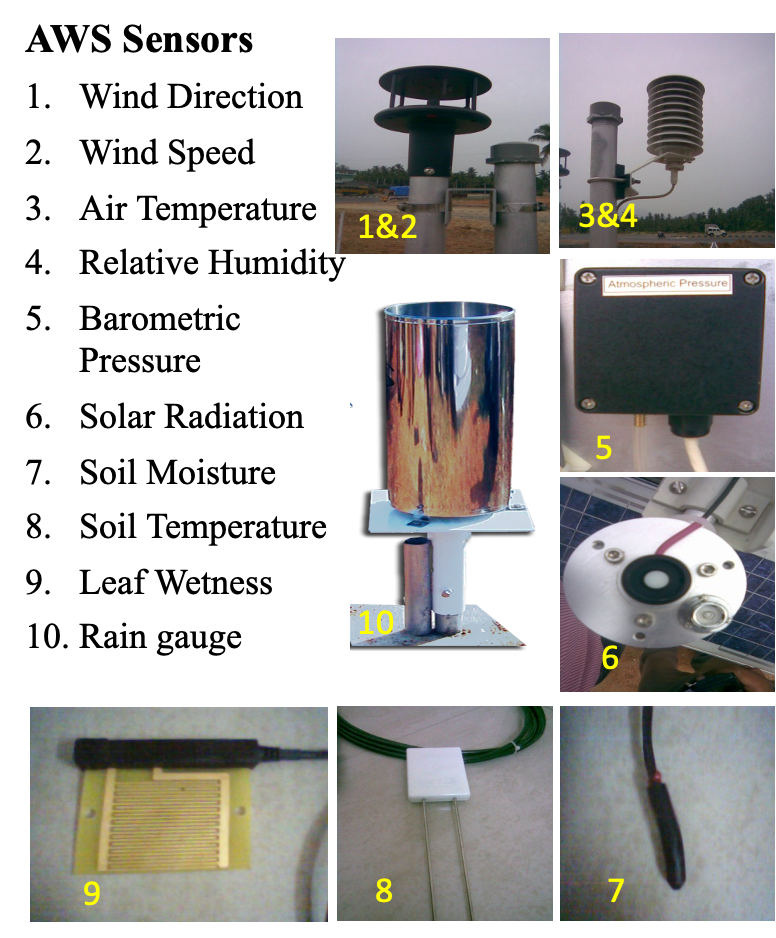 AWS Sensors
1. Wind Direction
2. Wind Speed
3. Air Temperature
4. Relative Humidity
5. Barometric
Pressure
6. Solar Radiation
7. Soil Moisture
8. Soil Temperature
9. Leaf Wetness
10. Rain gauge
1&2
3&4
Atmospheric Pressure
5
10
6
9
8
7